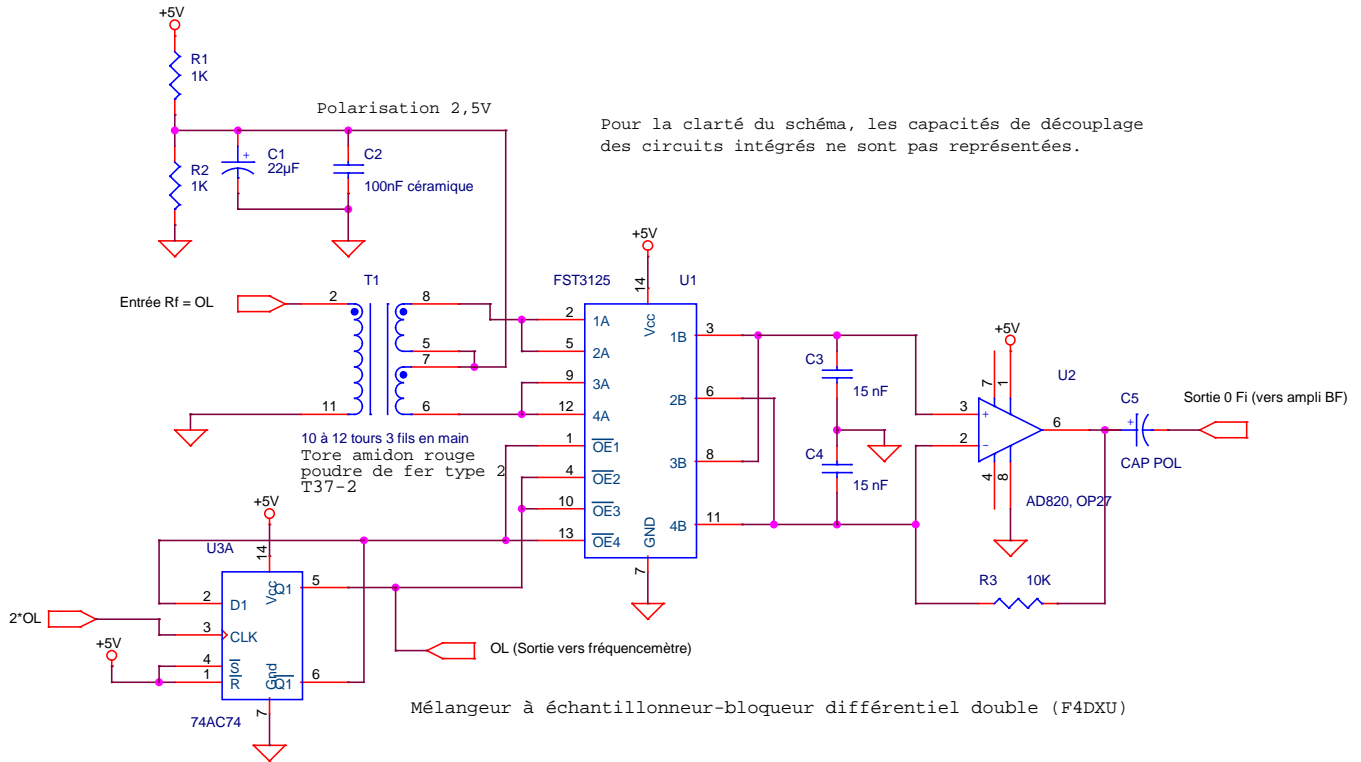 +5V
R1
1K
Polarisation 2,5V
Pour la clarté du schéma, les capacités de découplage
des circuits intégrés ne sont pas représentées.
R2
1K
+
C1
22µF
C2
100nF céramique
+5V
T1
FST3125
U1
14
Entrée Rf = OL
2
8
2
1A
Vcc
1B
3
5
7
5
2A
C3
15 nF
+5V
9
3A
7
1
U2
2B
6
11
6
12
4A
3
+
6
C5
+
Sortie 0 Fi (vers ampli BF)
2
-
CAP POL
10 à 12 tours 3 fils en main
Tore amidon rouge
poudre de fer type 2
T37-2
1
OE1
4
OE2
3B
8
C4
15 nF
4
8
AD820, OP27
10
OE3
13
OE4
GND
4B
11
7
+5V
U3A
14
R3
10K
2
D1
Vcc
Q1
5
2*OL
3
CLK
+5V
4
S
1
R
Gnd
Q1
6
OL (Sortie vers fréquencemètre)
7
74AC74
Mélangeur à échantillonneur-bloqueur différentiel double (F4DXU)